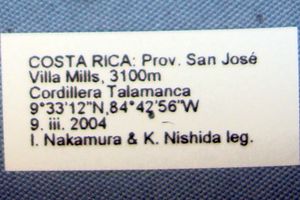 COSTA RICA: Prov. San José
Villa Mills, 3100m
Cordillera Talamanca
9°33'12"N,84°42'56"W
9. iii. 2004
I. Nakamura & K. Nishida leg.